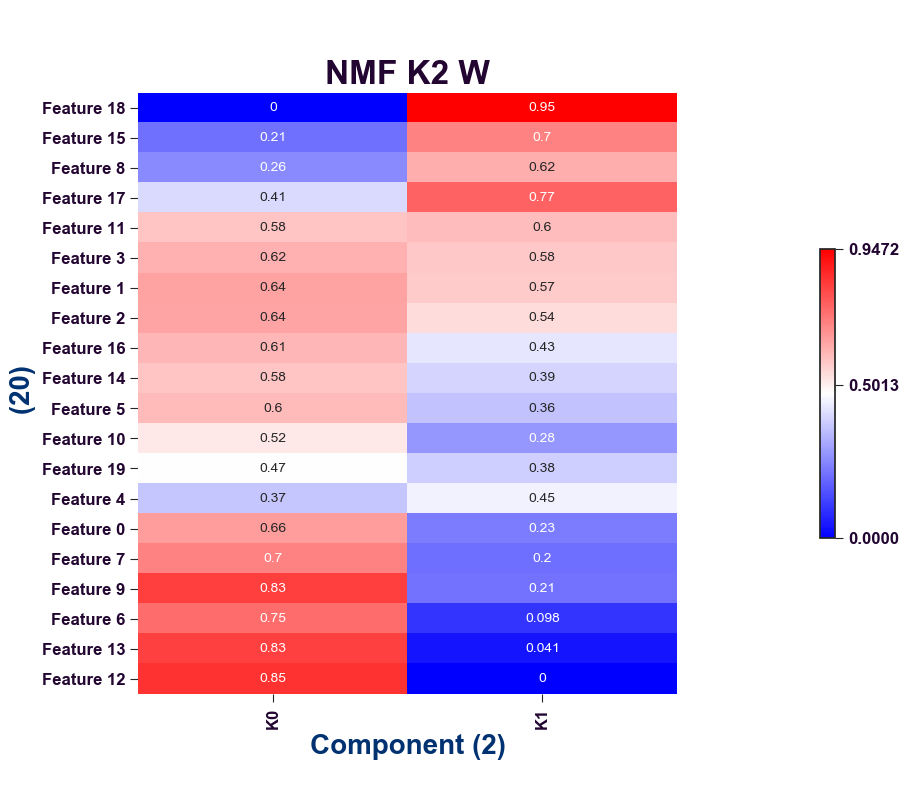 NMF K2 W
Feature 18 0 0.95
Feature 15 0.21 0.7
Feature 8 0.26 0.62
Feature 17 0.41 0.77
Feature 11 0.58 0.6
Feature 3 0.62 0.58
Feature 1 0.64 0.57
Feature 2 0.64 0.54
Feature 16 0.61 0.43
Feature 14 0.58 0.39
Feature 5 0.6 0.36
Feature 10 0.52 0.28
Feature 19 0.47 0.38
Feature 4 0.37 0.45
Feature 0 0.66 0.23
Feature 7 0.7 0.2
Feature 9 0.83 0.21
Feature 6 0.75 0.098
Feature 13 0.83 0.041
Feature 12 0.85 0
(20)
K0 K1
Component (2)
0.9472
0.5013
0.0000